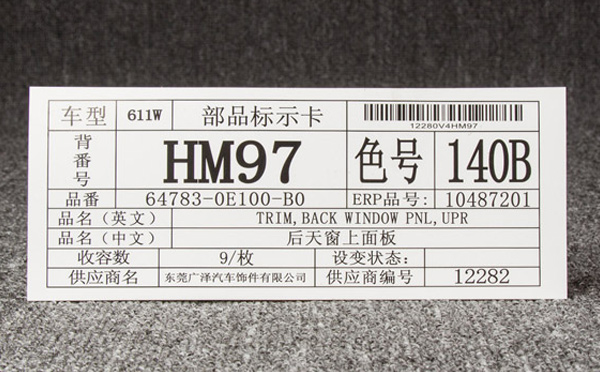 车型 611W 部品标示卡
12280V4HM97
背番号 HM97 色号 140B
品番 64783-0E100-B0 ERP品号: 10487201
品名(英文) TRIM,BACK WINDOW PNL,UPR
品名(中文) 后天窗上面板
收容数 9/枚 设变状态:
供应商名 东莞广泽汽车饰件有限公司 供应商编号 12282